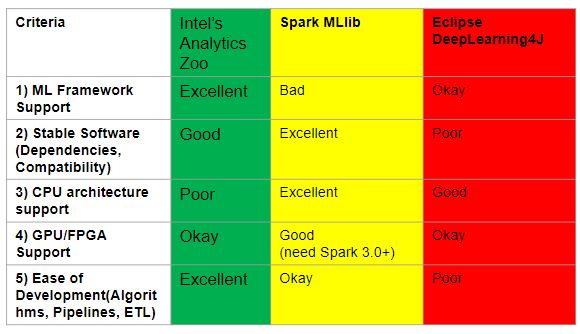 Criteria
Intel's
Analytics
Zoo
Spark MLlib
Eclipse
DeepLearning4J
1) ML Framework
Support
Excellent
Bad
Okay
2) Stable Software
(Dependencies,
Compatibility)
Good
Excellent
Poor
3) CPU architecture
support
Poor
Excellent
Good
4) GPU/FPGA
Support
Okay
Good
(need Spark 3.0+)
Okay
5) Ease of
Development(Algorit
hms, Pipelines, ETL)
Excellent
Okay
Poor